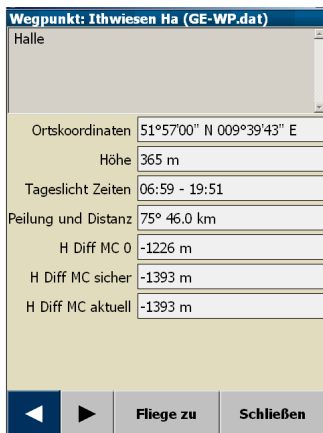 Wegpunkt: Ithwiesen Ha (GE-WP.dat)
Halle
Ortskoordinaten 51°57'00" N 009°39'43" E
Höhe 365 m
Tageslicht Zeiten 06:59 - 19:51
Peilung und Distanz 75° 46.0 km
H Diff MC 0 -1226 m
H Diff MC sicher -1393 m
H Diff MC aktuell -1393 m
Fliege zu Schließen